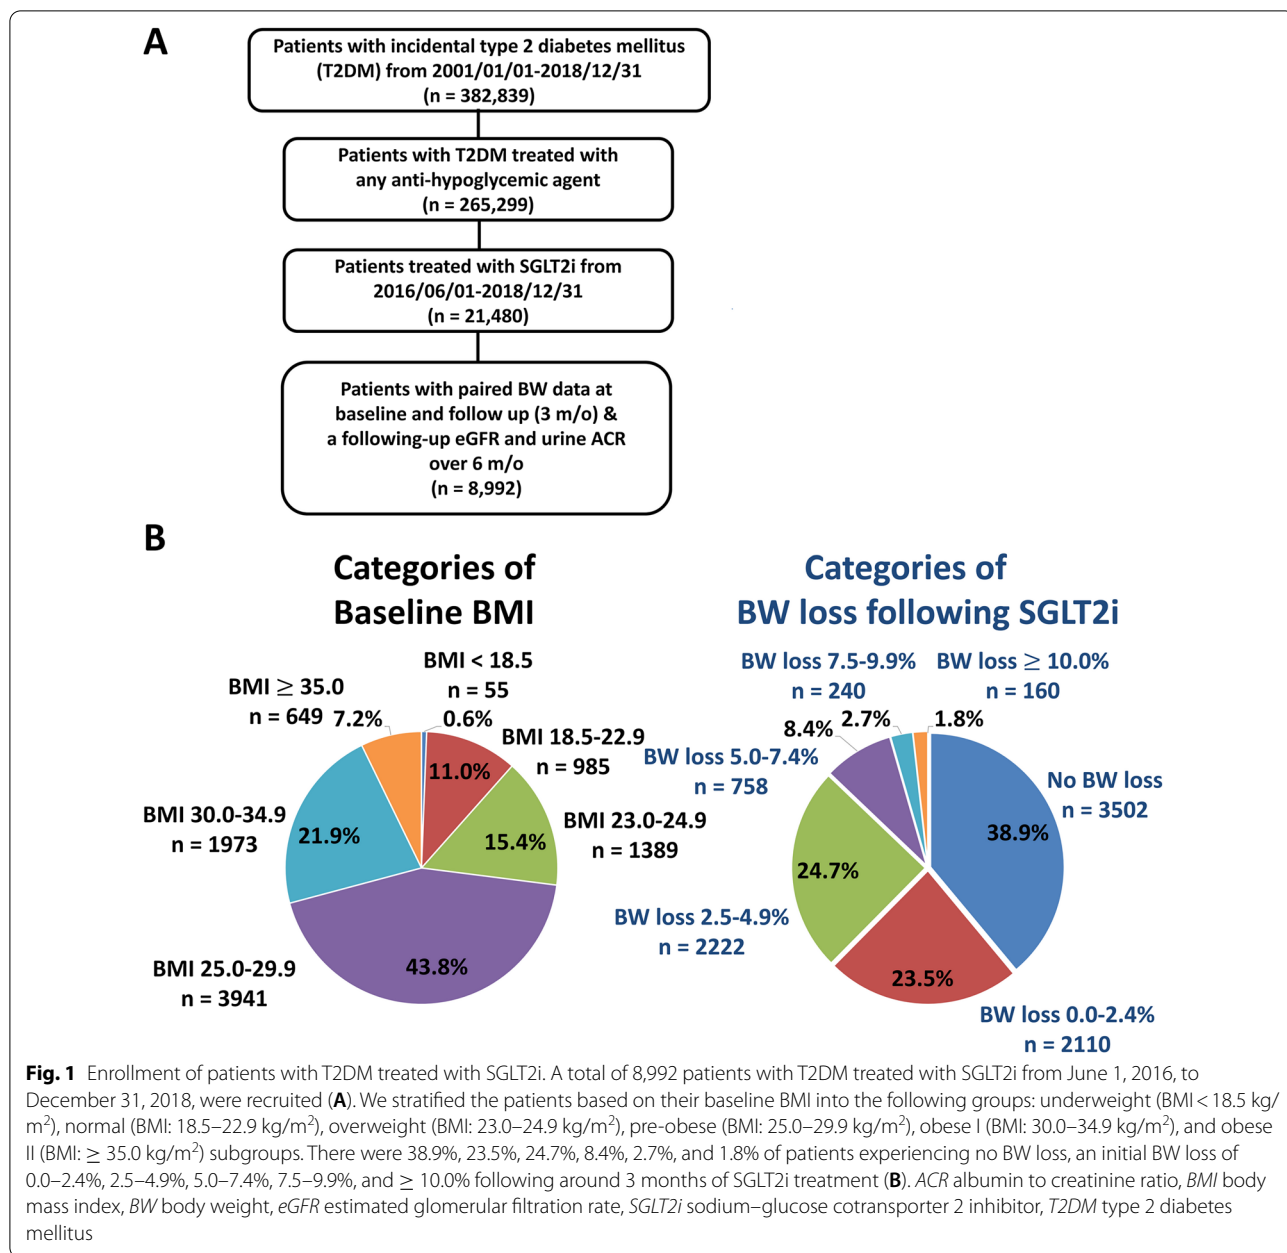 A
Patients with incidental type 2 diabetes mellitus
(T2DM) from 2001/01/01-2018/12/31
(n = 382,839)
Patients with T2DM treated with
any anti-hypoglycemic agent
(n = 265,299)
Patients treated with SGLT2i from
2016/06/01-2018/12/31
(n = 21,480)
Patients with paired BW data at
baseline and follow up (3 m/o) &
a following-up eGFR and urine ACR
over 6 m/o
(n = 8,992)
B
Categories of
Baseline BMI
BMI < 18.5
n = 55
0.6%
BMI ≥ 35.0
n = 649
7.2%
BMI 18.5-22.9
n = 985
11.0%
BMI 23.0-24.9
n = 1389
15.4%
BMI 30.0-34.9
n = 1973
21.9%
BMI 25.0-29.9
n = 3941
43.8%
Categories of
BW loss following SGLT2i
BW loss 7.5-9.9%
n = 240
2.7%
BW loss ≥ 10.0%
n = 160
1.8%
8.4%
BW loss 5.0-7.4%
n = 758
No BW loss
n = 3502
38.9%
24.7%
BW loss 2.5-4.9%
n = 2222
23.5%
BW loss 0.0-2.4%
n = 2110
Fig. 1 Enrollment of patients with T2DM treated with SGLT2i. A total of 8,992 patients with T2DM treated with SGLT2i from June 1, 2016, to
December 31, 2018, were recruited (A). We stratified the patients based on their baseline BMI into the following groups: underweight (BMI < 18.5 kg/
m²), normal (BMI: 18.5–22.9 kg/m²), overweight (BMI: 23.0–24.9 kg/m²), pre-obese (BMI: 25.0–29.9 kg/m²), obese I (BMI: 30.0–34.9 kg/m²), and obese
II (BMI: ≥ 35.0 kg/m²) subgroups. There were 38.9%, 23.5%, 24.7%, 8.4%, 2.7%, and 1.8% of patients experiencing no BW loss, an initial BW loss of
0.0–2.4%, 2.5–4.9%, 5.0–7.4%, 7.5–9.9%, and ≥ 10.0% following around 3 months of SGLT2i treatment (B). ACR albumin to creatinine ratio, BMI body
mass index, BW body weight, eGFR estimated glomerular filtration rate, SGLT2i sodium–glucose cotransporter 2 inhibitor, T2DM type 2 diabetes
mellitus